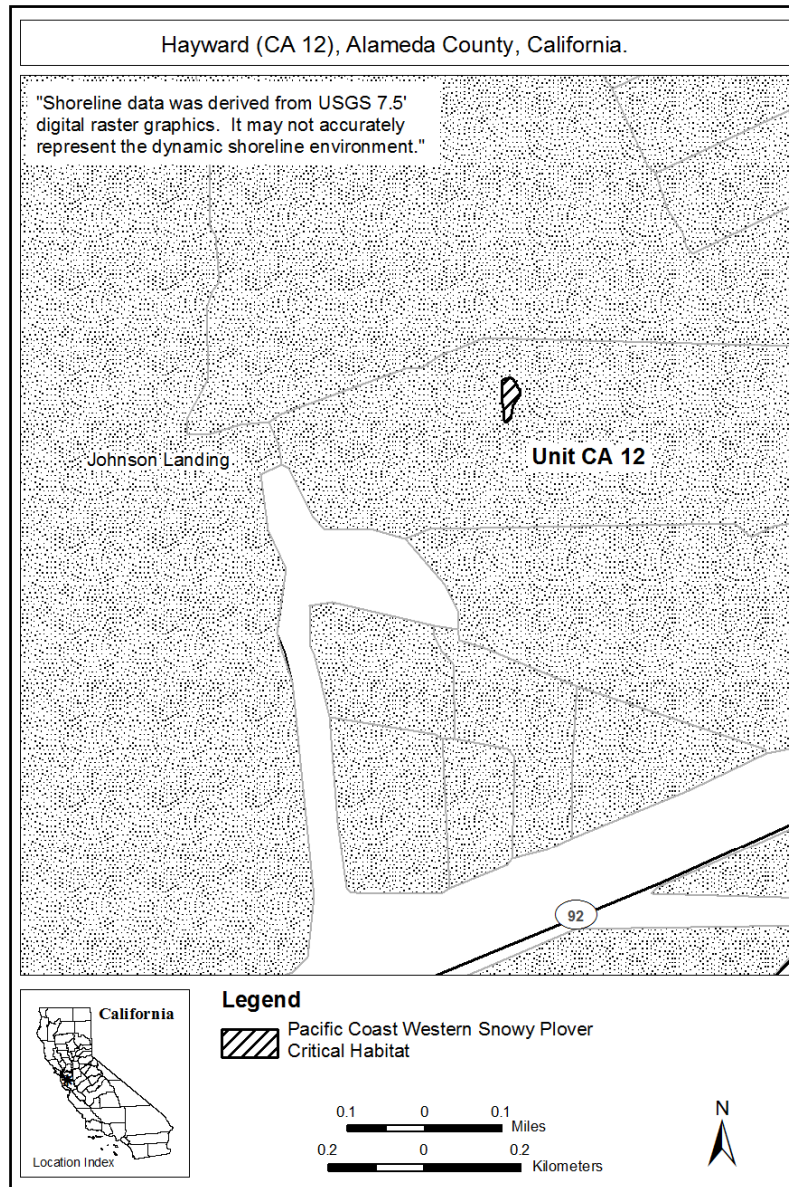 Hayward (CA 12), Alameda County, California.
"Shoreline data was derived from USGS 7.5'
digital raster graphics.  It may not accurately
represent the dynamic shoreline environment."
Johnson Landing
Unit CA 12
92
California
Location Index
Legend
Pacific Coast Western Snowy Plover
Critical Habitat
0.1 0 0.1
Miles
0.2 0 0.2
Kilometers
N